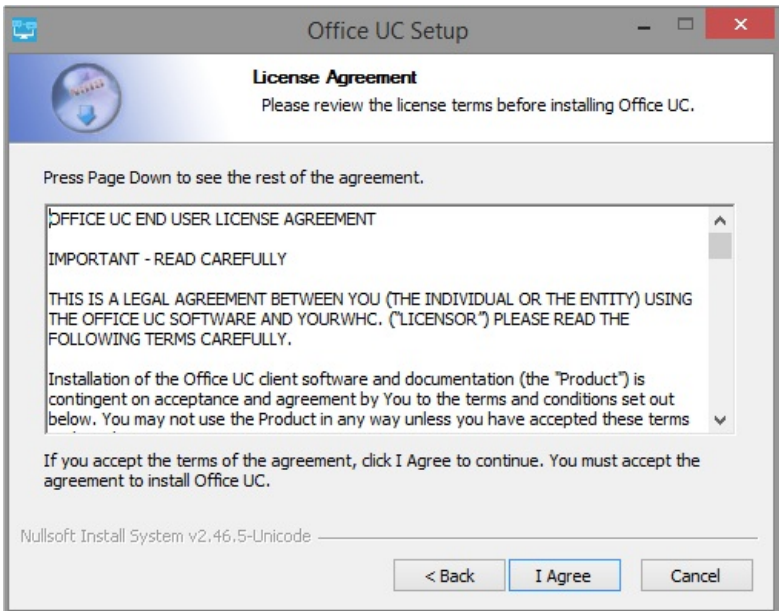 Office UC Setup
License Agreement
Please review the license terms before installing Office UC.
Press Page Down to see the rest of the agreement.
OFFICE UC END USER LICENSE AGREEMENT
IMPORTANT - READ CAREFULLY
THIS IS A LEGAL AGREEMENT BETWEEN YOU (THE INDIVIDUAL OR THE ENTITY) USING
THE OFFICE UC SOFTWARE AND YOURWHC. ("LICENSOR") PLEASE READ THE
FOLLOWING TERMS CAREFULLY.
Installation of the Office UC client software and documentation (the "Product") is
contingent on acceptance and agreement by You to the terms and conditions set out
below. You may not use the Product in any way unless you have accepted these terms
If you accept the terms of the agreement, click I Agree to continue. You must accept the
agreement to install Office UC.
Nullsoft Install System v2.46.5-Unicode
< Back
I Agree
Cancel